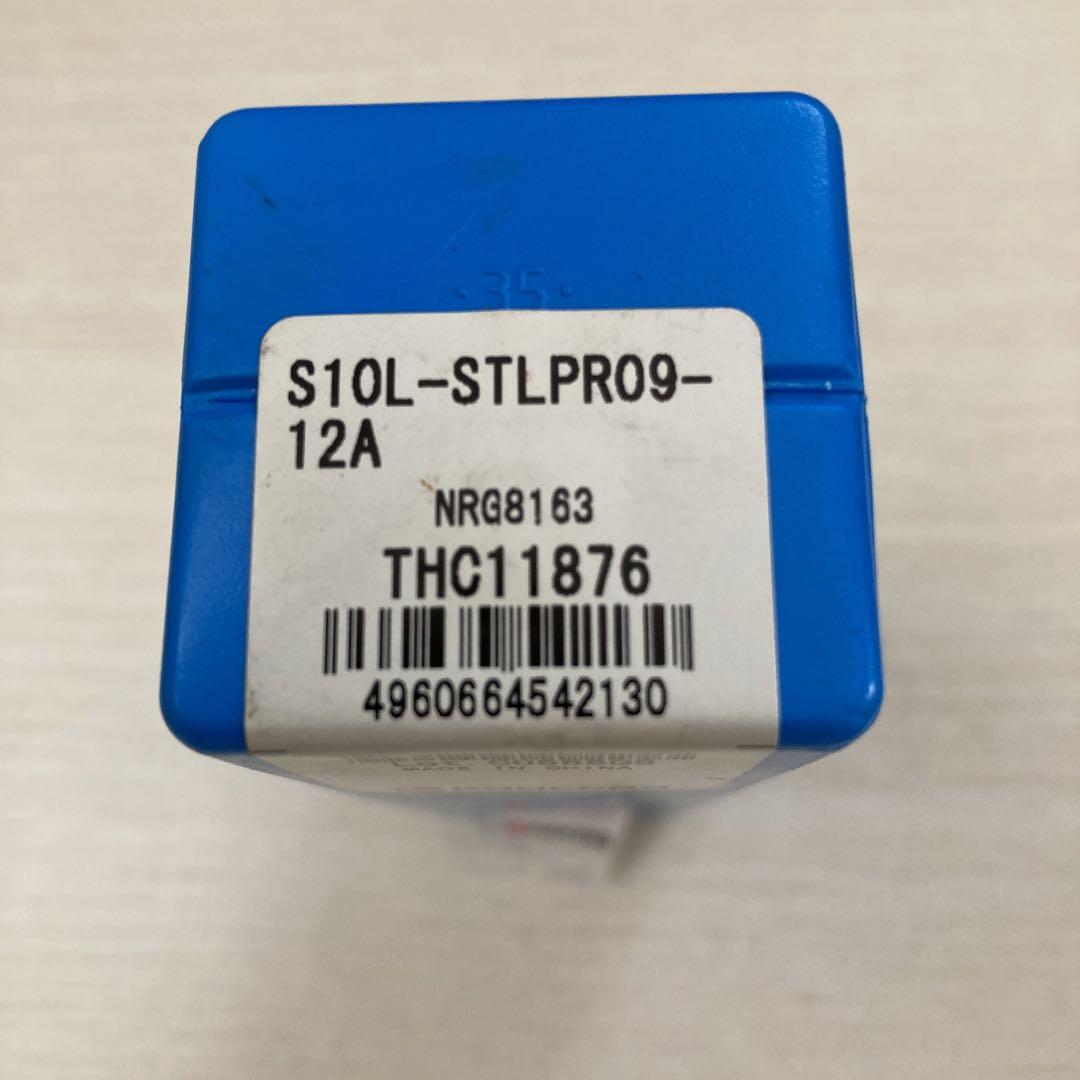 ·35·
S10L-STLPR09-
12A
NRG8163
THC11876
4960664542130
MADE IN CHINA